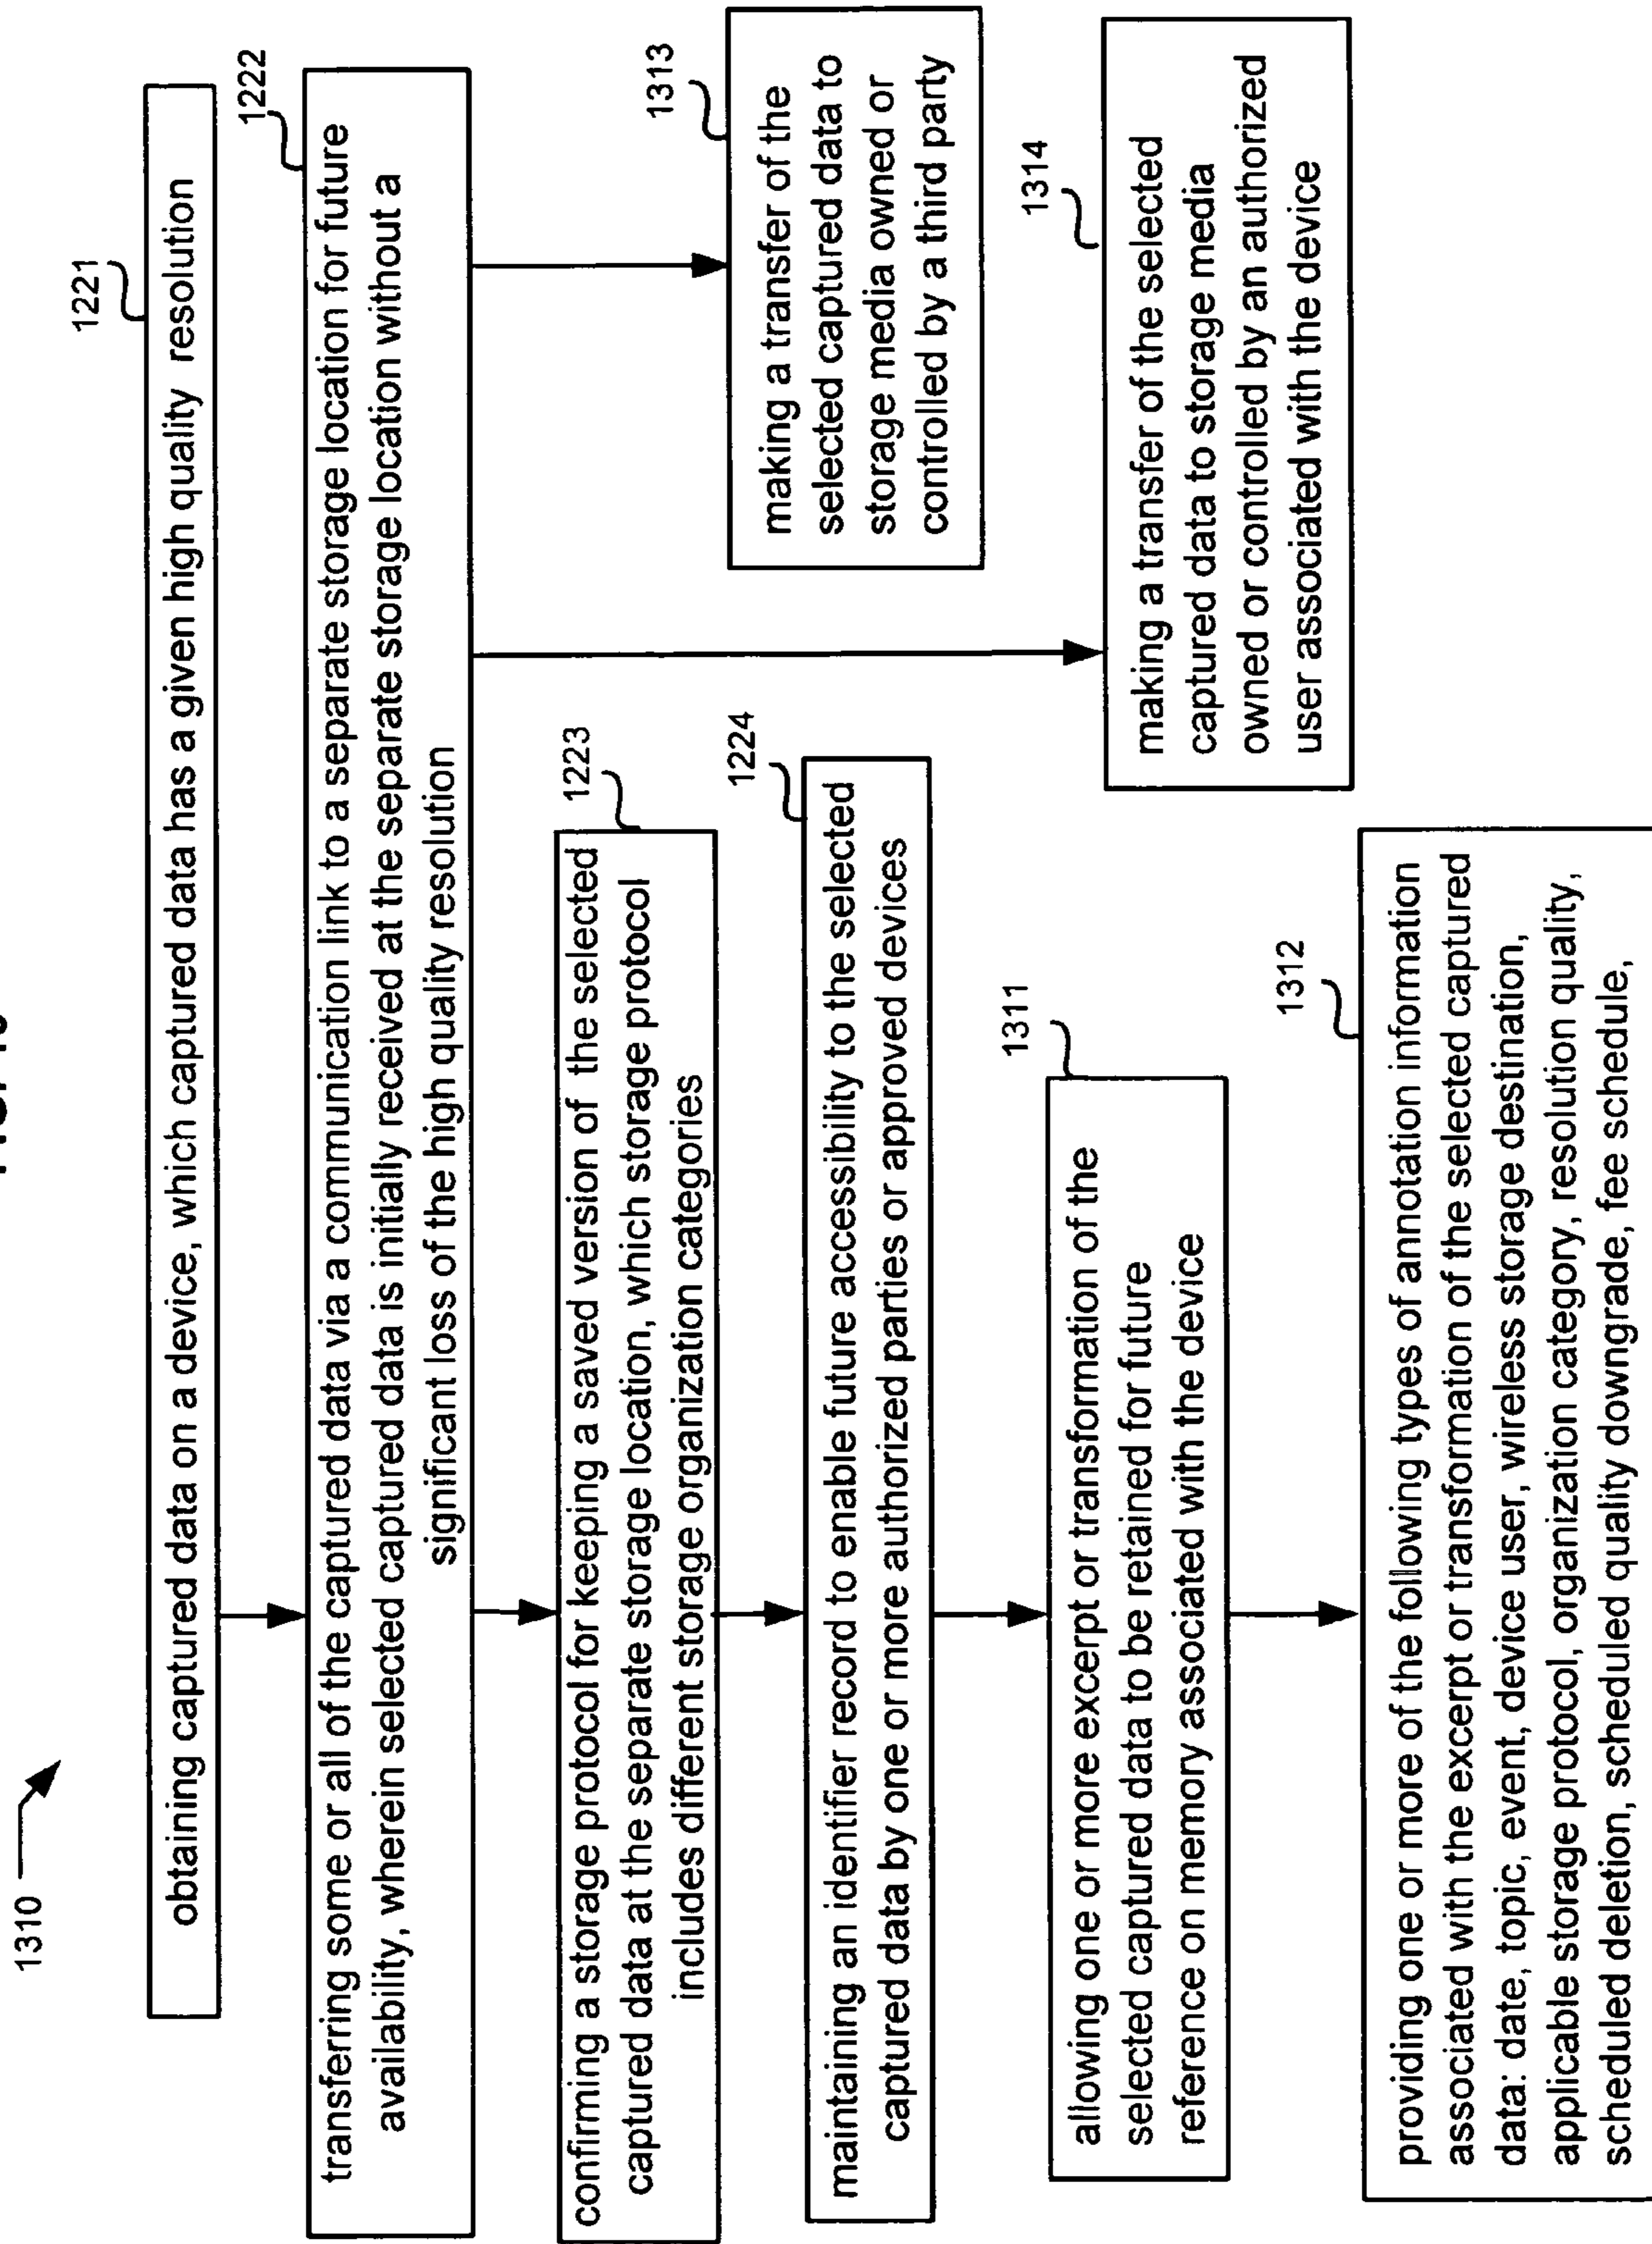 1310
1221
obtaining captured data on a device, which captured data has a given high quality resolution
1222
transferring some or all of the captured data via a communication link to a separate storage location for future
availability, wherein selected captured data is initially received at the separate storage location without a
significant loss of the high quality resolution
1223
confirming a storage protocol for keeping a saved version of the selected
captured data at the separate storage location, which storage protocol
includes different storage organization categories
1224
maintaining an identifier record to enable future accessibility to the selected
captured data by one or more authorized parties or approved devices
1311
allowing one or more excerpt or transformation of the
selected captured data to be retained for future
reference on memory associated with the device
1312
providing one or more of the following types of annotation information
associated with the excerpt or transformation of the selected captured
data: date, topic, event, device user, wireless storage destination,
applicable storage protocol, organization category, resolution quality,
scheduled deletion, scheduled quality downgrade, fee schedule,
1313
making a transfer of the
selected captured data to
storage media owned or
controlled by a third party
1314
making a transfer of the selected
captured data to storage media
owned or controlled by an authorized
user associated with the device